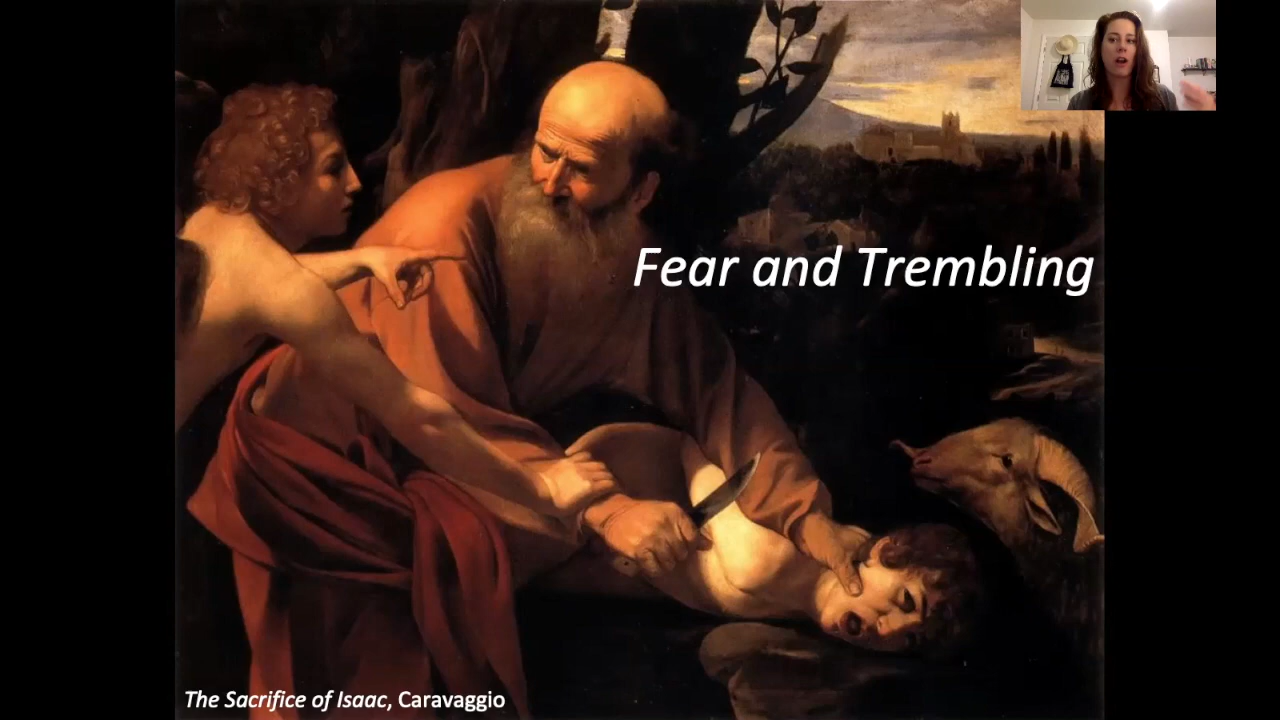 Fear and Trembling
The Sacrifice of Isaac, Caravaggio